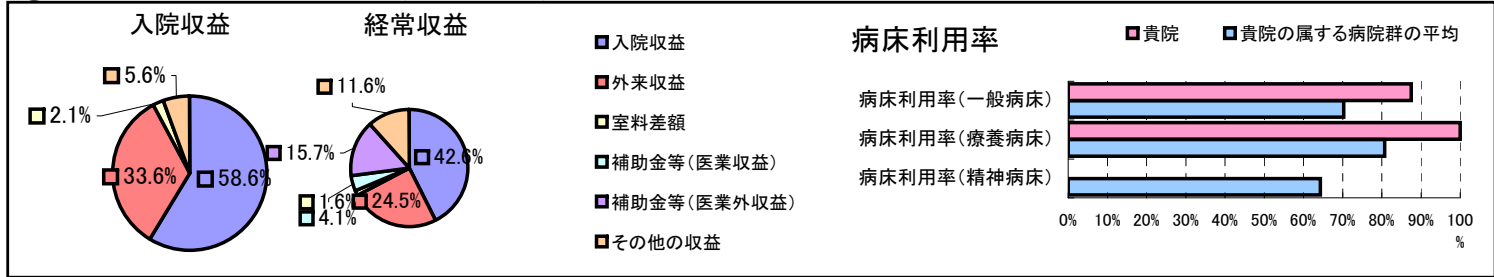 入院収益
5.6%
2.1%
33.6%
58.6%
経常収益
11.6%
15.7%
42.6%
1.6%
24.5%
4.1%
入院収益
外来収益
室料差額
補助金等(医業収益)
補助金等(医業外収益)
その他の収益
病床利用率
貴院
貴院の属する病院群の平均
病床利用率(一般病床)
病床利用率(療養病床)
病床利用率(精神病床)
0% 10% 20% 30% 40% 50% 60% 70% 80% 90% 100
%